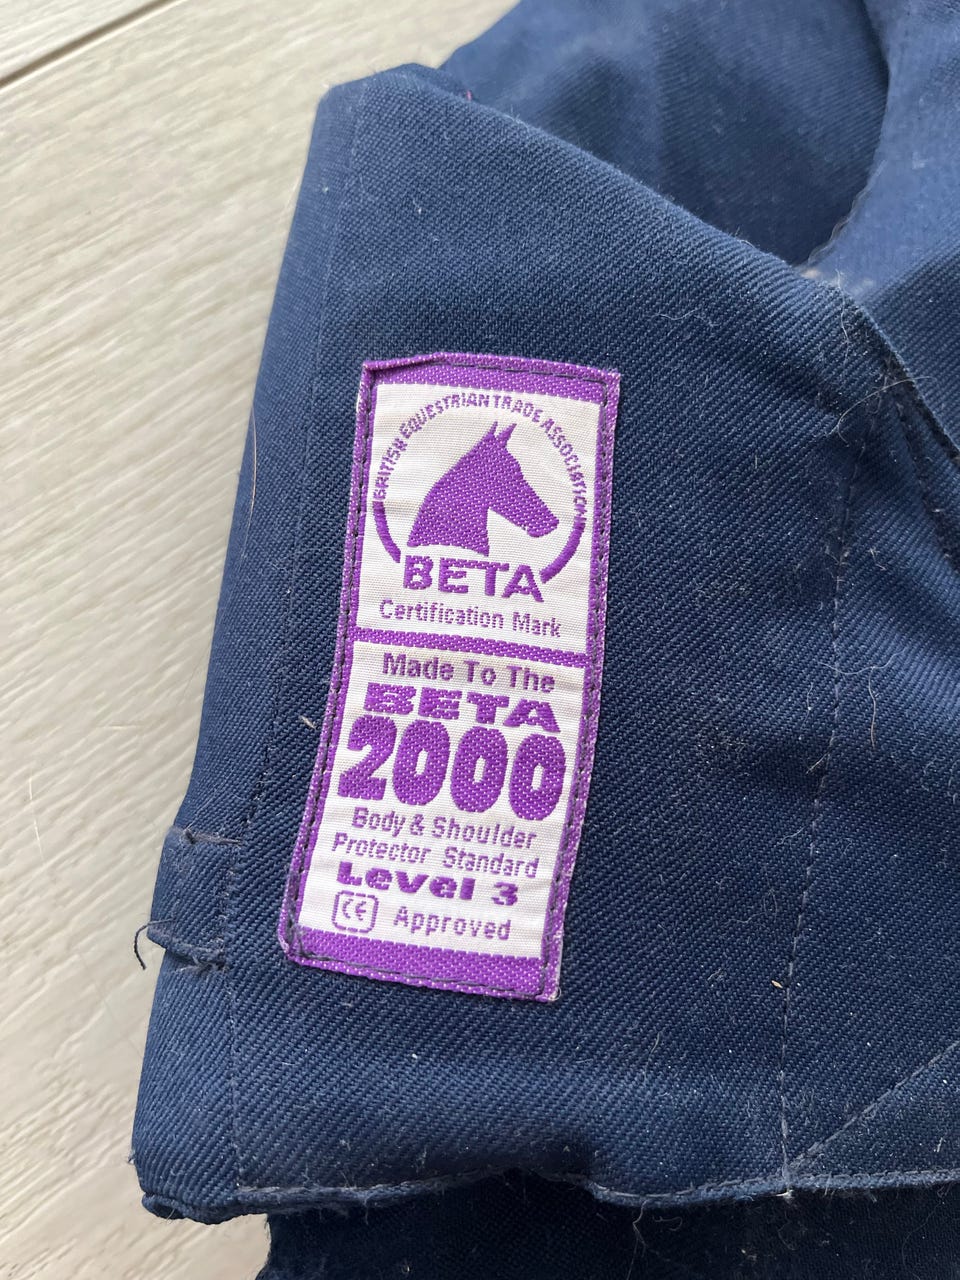 BRITISH EQUESTRIAN TRADE ASSOCIATION
BETA
Certification Mark
Made To The
BETA
2000
Body & Shoulder
Protector Standard
Level 3
CE Approved